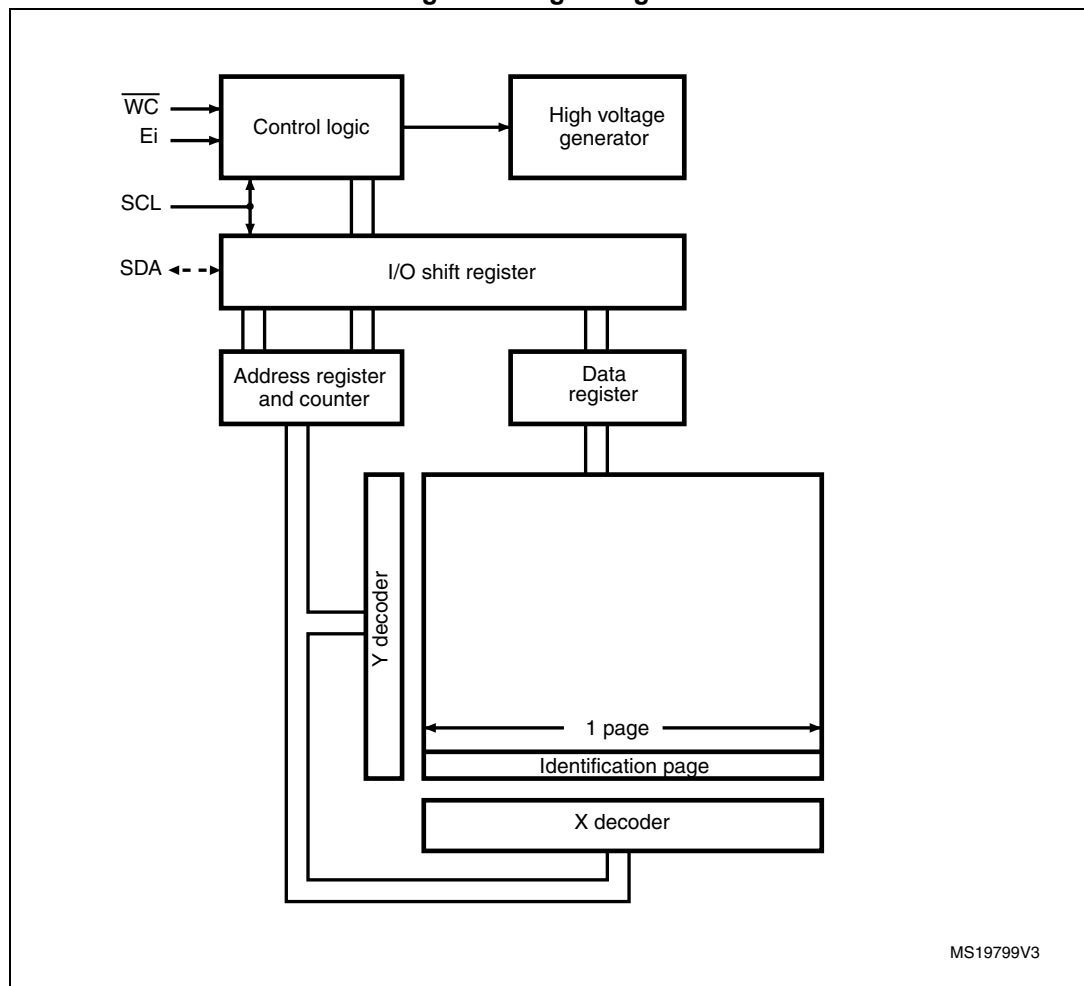 WC
Ei
Control logic
High voltage
generator
SCL
SDA
I/O shift register
Address register
and counter
Data
register
Y decoder
1 page
Identification page
X decoder
MS19799V3